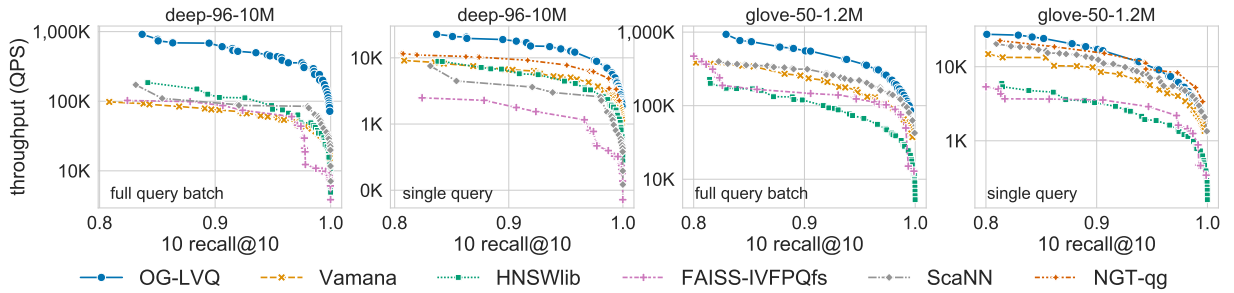 deep-96-10M
deep-96-10M
glove-50-1.2M
glove-50-1.2M
throughput (QPS)
1,000K
100K
10K
full query batch
0.8
0.9
1.0
10 recall@10
10K
1K
0K
single query
0.8
0.9
1.0
10 recall@10
1,000K
100K
10K
full query batch
0.8
0.9
1.0
10 recall@10
10K
1K
single query
0.8
0.9
1.0
10 recall@10
OG-LVQ
Vamana
HNSWlib
FAISS-IVFPQfs
ScaNN
NGT-qg